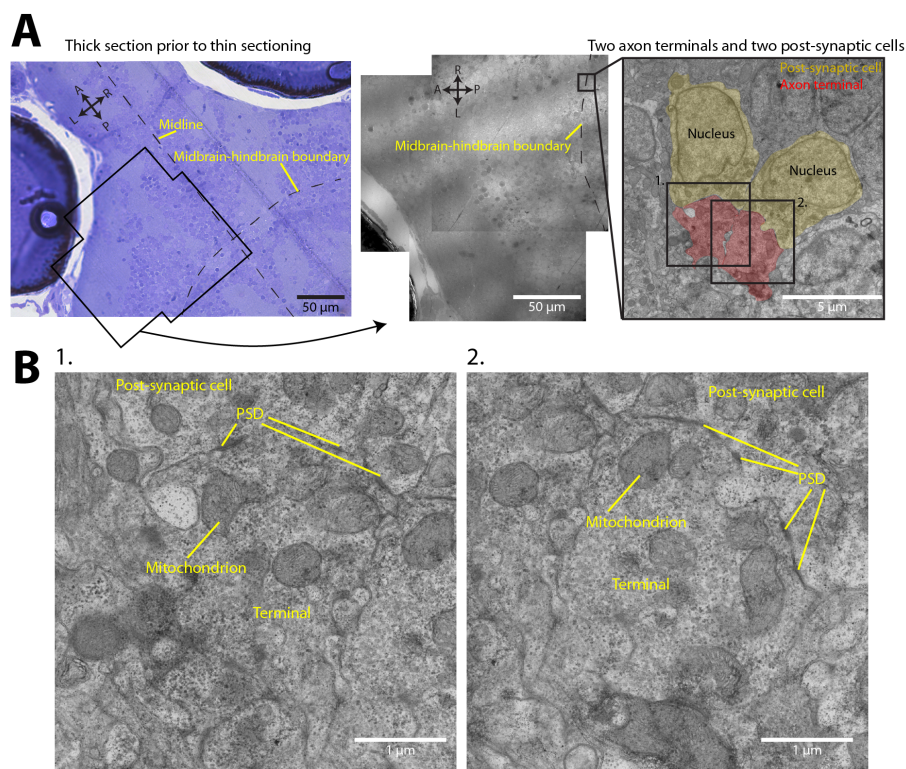 A
Thick section prior to thin sectioning
Two axon terminals and two post-synaptic cells
A
R
L
P
Midline
Midbrain-hindbrain boundary
50 µm
R
A
P
L
Midbrain-hindbrain boundary
50 µm
Post-synaptic cell
Axon terminal
Nucleus
Nucleus
1.
2.
5 µm
B
1.
Post-synaptic cell
PSD
Mitochondrion
Terminal
1 µm
2.
Post-synaptic cell
PSD
Mitochondrion
Terminal
1 µm